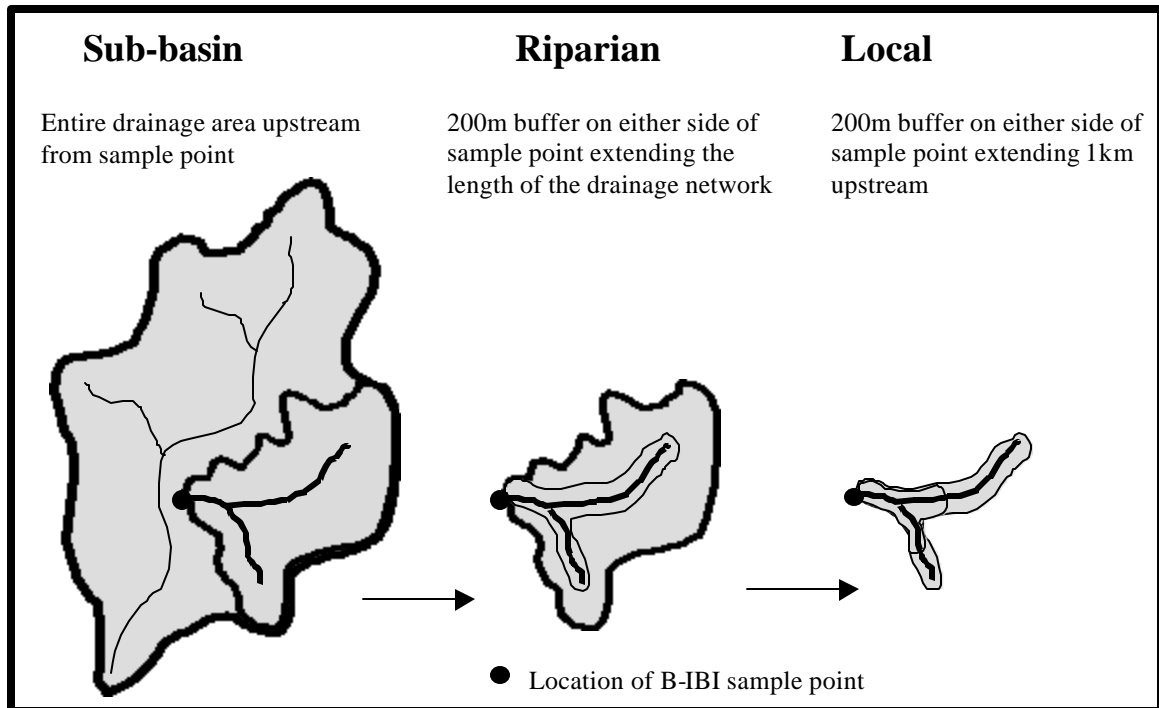 Sub-basin
Entire drainage area upstream
from sample point
Riparian
200m buffer on either side of
sample point extending the
length of the drainage network
Local
200m buffer on either side of
sample point extending 1km
upstream
Location of B-IBI sample point